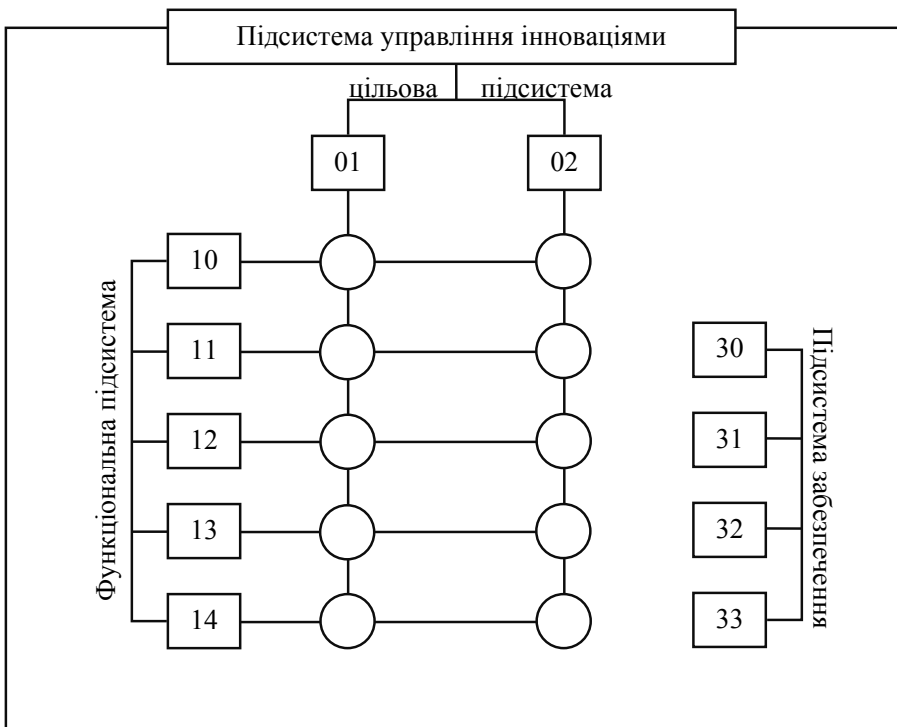 Підсистема управління інноваціями
цільова підсистема
01 02
10
11
12
13
14
Функціональна підсистема
30
31
32
33
Підсистема забезпечення